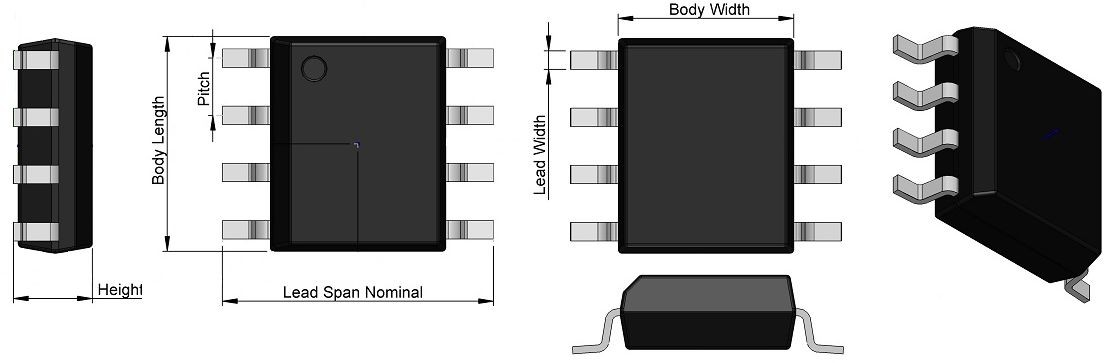 Body Width
Pitch
Body Length
Lead Width
Height
Lead Span Nominal